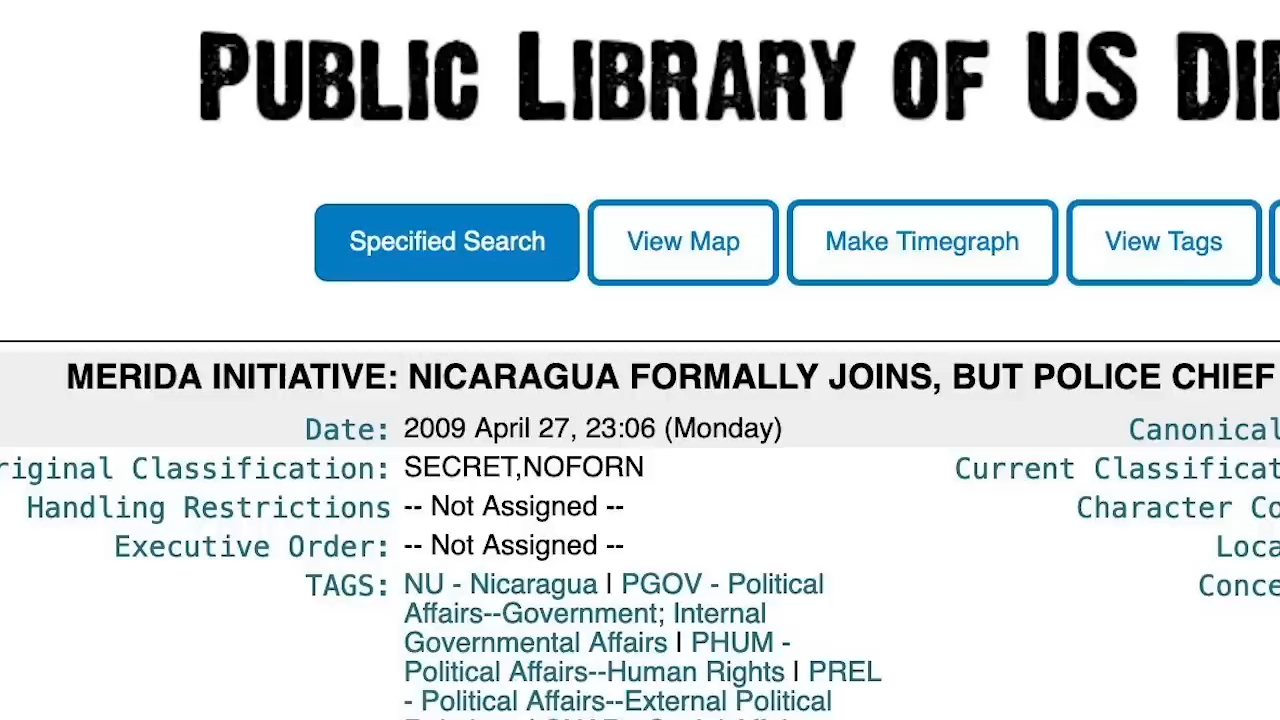 PUBLIC LIBRARY OF US
Specified Search View Map Make Timegraph View Tags
MERIDA INITIATIVE: NICARAGUA FORMALLY JOINS, BUT POLICE CHIEF
Date: 2009 April 27, 23:06 (Monday) Canonical
riginal Classification: SECRET,NOFORN Current Classificat
Handling Restrictions -- Not Assigned -- Character Co
Executive Order: -- Not Assigned -- Loca
TAGS: NU - Nicaragua | PGOV - Political Conce
Affairs--Government; Internal
Governmental Affairs | PHUM -
Political Affairs--Human Rights | PREL
- Political Affairs--External Political